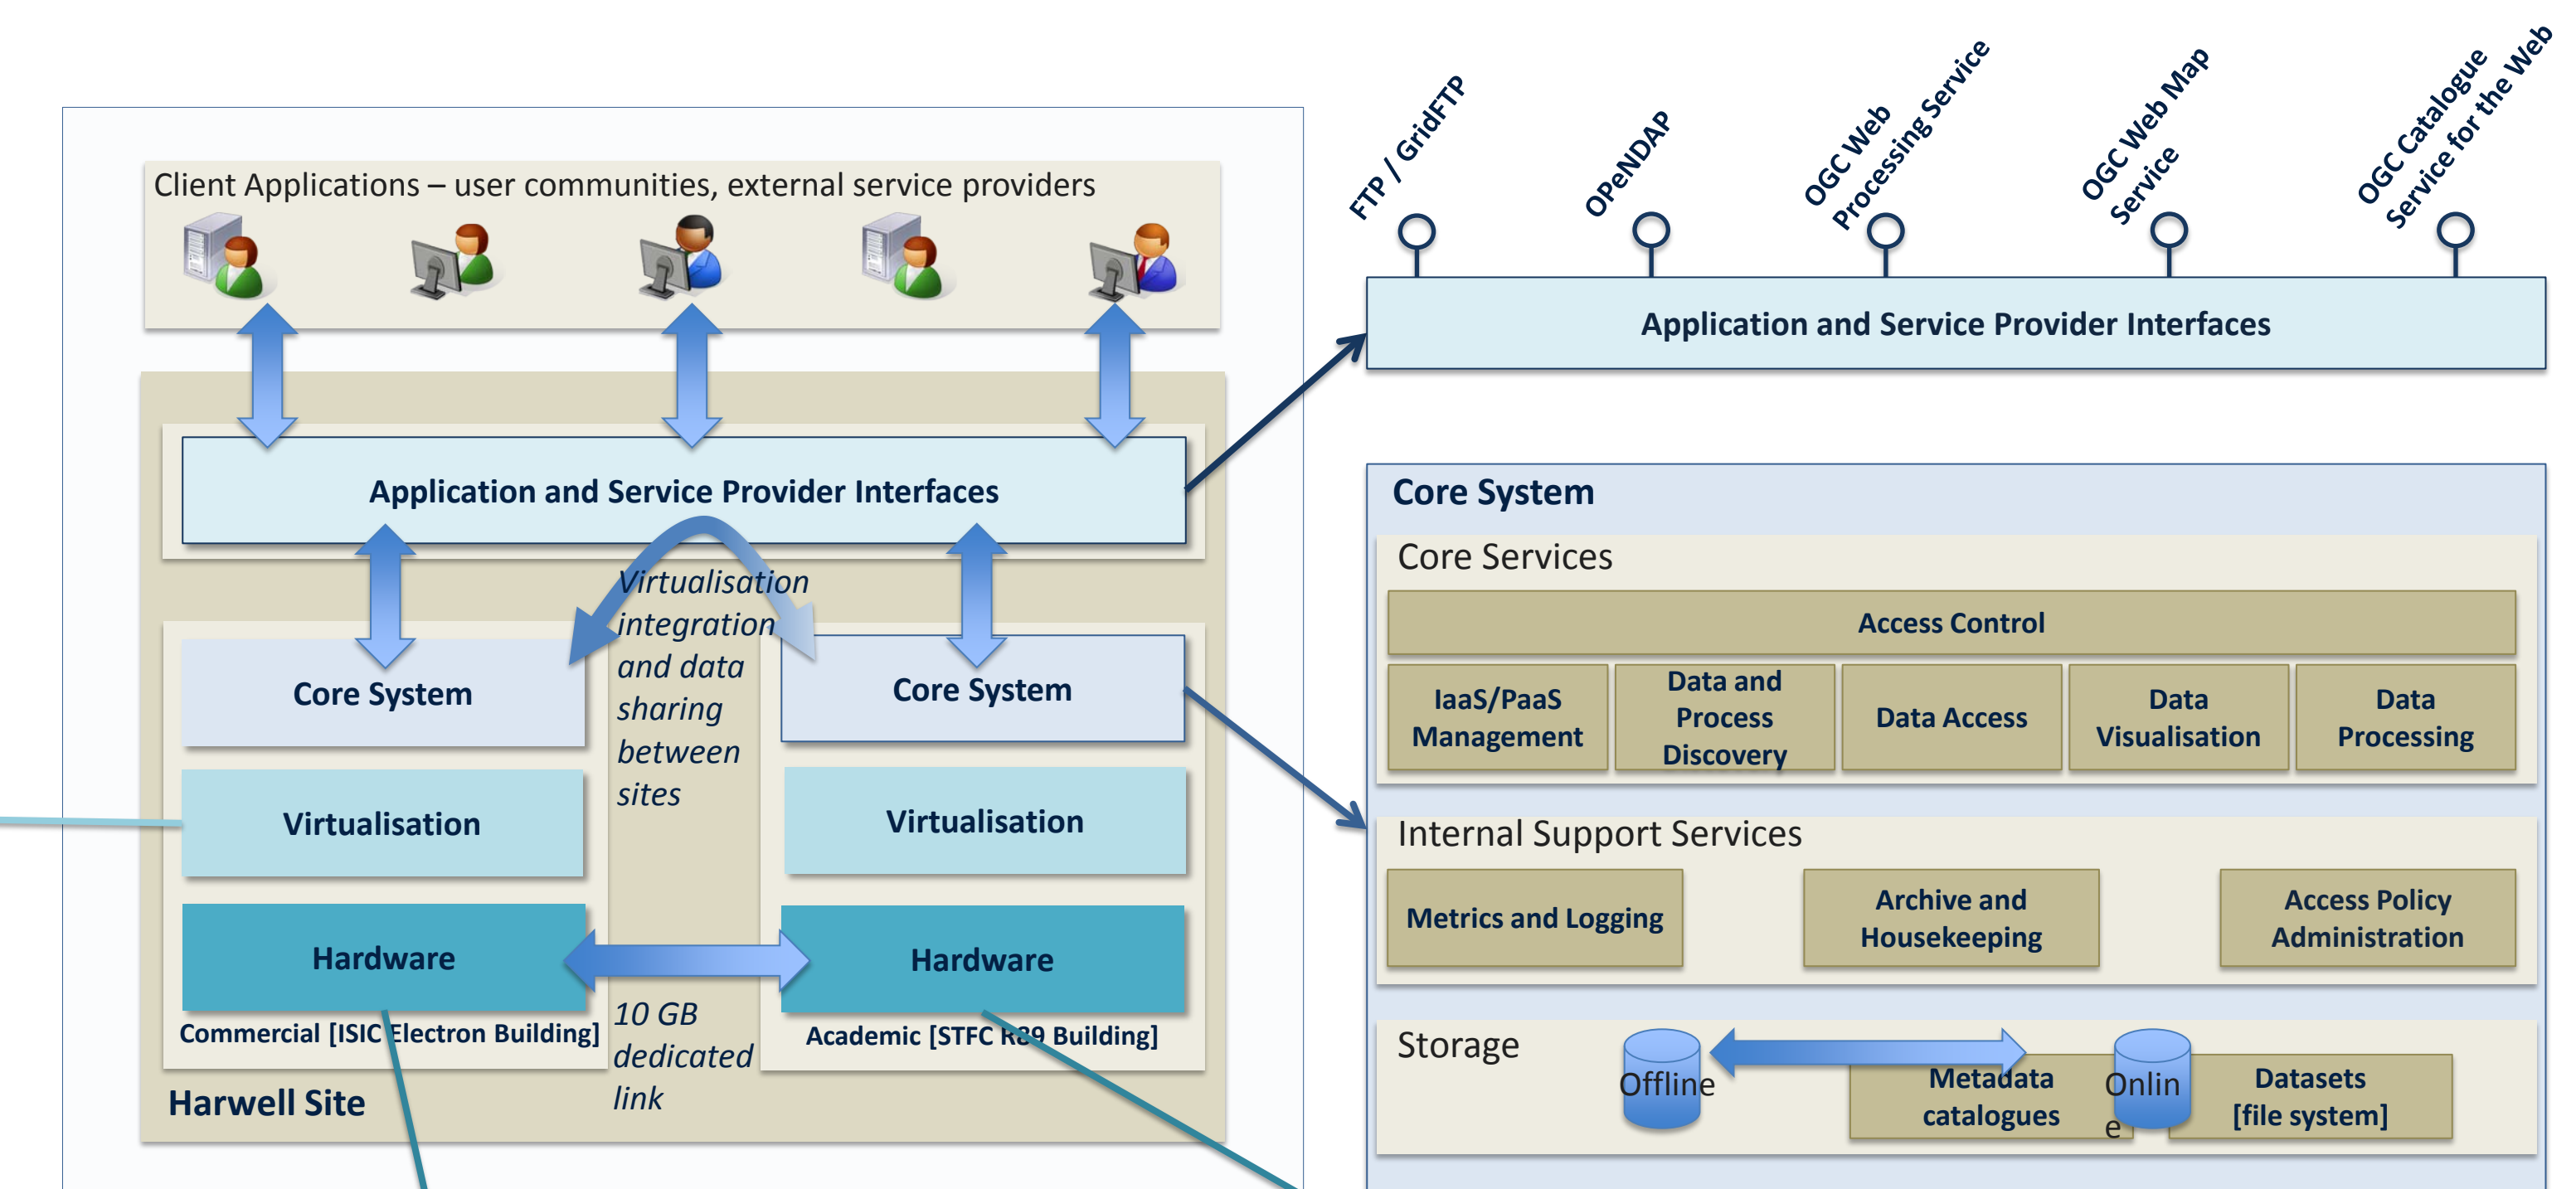 Client Applications – user communities, external service providers
Application and Service Provider Interfaces
Virtualisation
integration
and data
sharing
between
sites
Core System
Core System
Virtualisation
Virtualisation
Hardware
Hardware
10 GB
dedicated
link
Commercial [ISIC Electron Building]
Academic [STFC R89 Building]
Harwell Site
FTP / GridFTP
OPeNDAP
OGC Web
Processing Service
OGC Web Map
Service
OGC Catalogue
Service for the Web
Application and Service Provider Interfaces
Core System
Core Services
Access Control
IaaS/PaaS
Management
Data and
Process
Discovery
Data Access
Data
Visualisation
Data
Processing
Internal Support Services
Metrics and Logging
Archive and
Housekeeping
Access Policy
Administration
Storage
Offline
Metadata
catalogues
Onlin
e
Datasets
[file system]